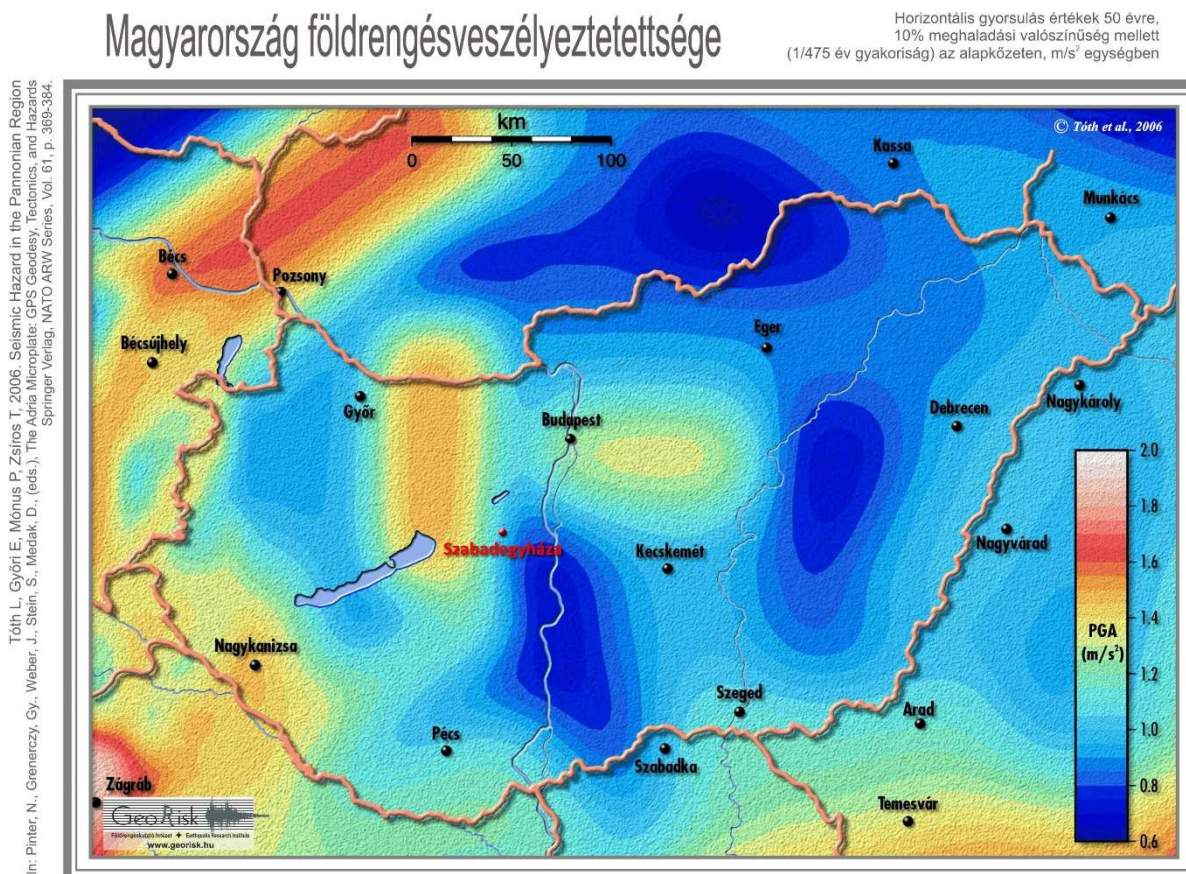 Magyarország földrengésveszélyeztetettsége
Horizontális gyorsulás értékek 50 évre,
10% meghaladási valószínűség mellett
(1/475 év gyakoriság) az alapkőzeten, m/s² egységben
Tóth L, Győri E, Mónus P, Zsíros T, 2006. Seismic Hazard in the Pannonian Region
In: Pinter, N., Grenerczy, Gy., Weber, J., Stein, S., Medak, D., (eds.), The Adria Microplate: GPS Geodesy, Tectonics, and Hazards
Springer Verlag, NATO ARW Series, Vol. 61, p. 369-384.
km
0 50 100
© Tóth et al., 2006
Kassa
Munkács
Bécs
Pozsony
Bécsújhely
Eger
Győr
Budapest
Debrecen
Nagykároly
Szabadegyháza
Kecskemét
Nagyvárad
Nagykanizsa
Szeged
Arad
Pécs
Szabadka
Zágráb
Temesvár
2.0
1.8
1.6
1.4
PGA
(m/s²)
1.2
1.0
0.8
0.6
GeoRisk
Földrengéskutató Intézet ✦ Earthquake Research Institute
www.georisk.hu